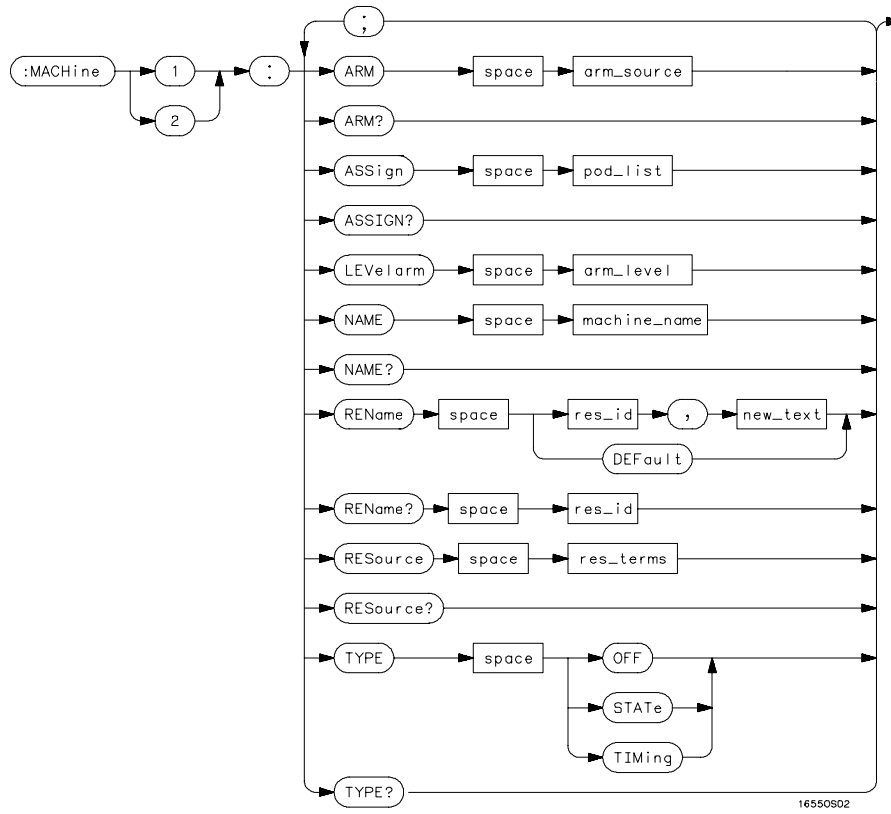 ;
:MACHine 1 : ARM space arm_source
2
ARM?
ASSign space pod_list
ASSIGN?
LEVelarm space arm_level
NAME space machine_name
NAME?
REName space res_id , new_text
DEFault
REName? space res_id
RESource space res_terms
RESource?
TYPE space OFF
STATe
TIMing
TYPE?
16550S02